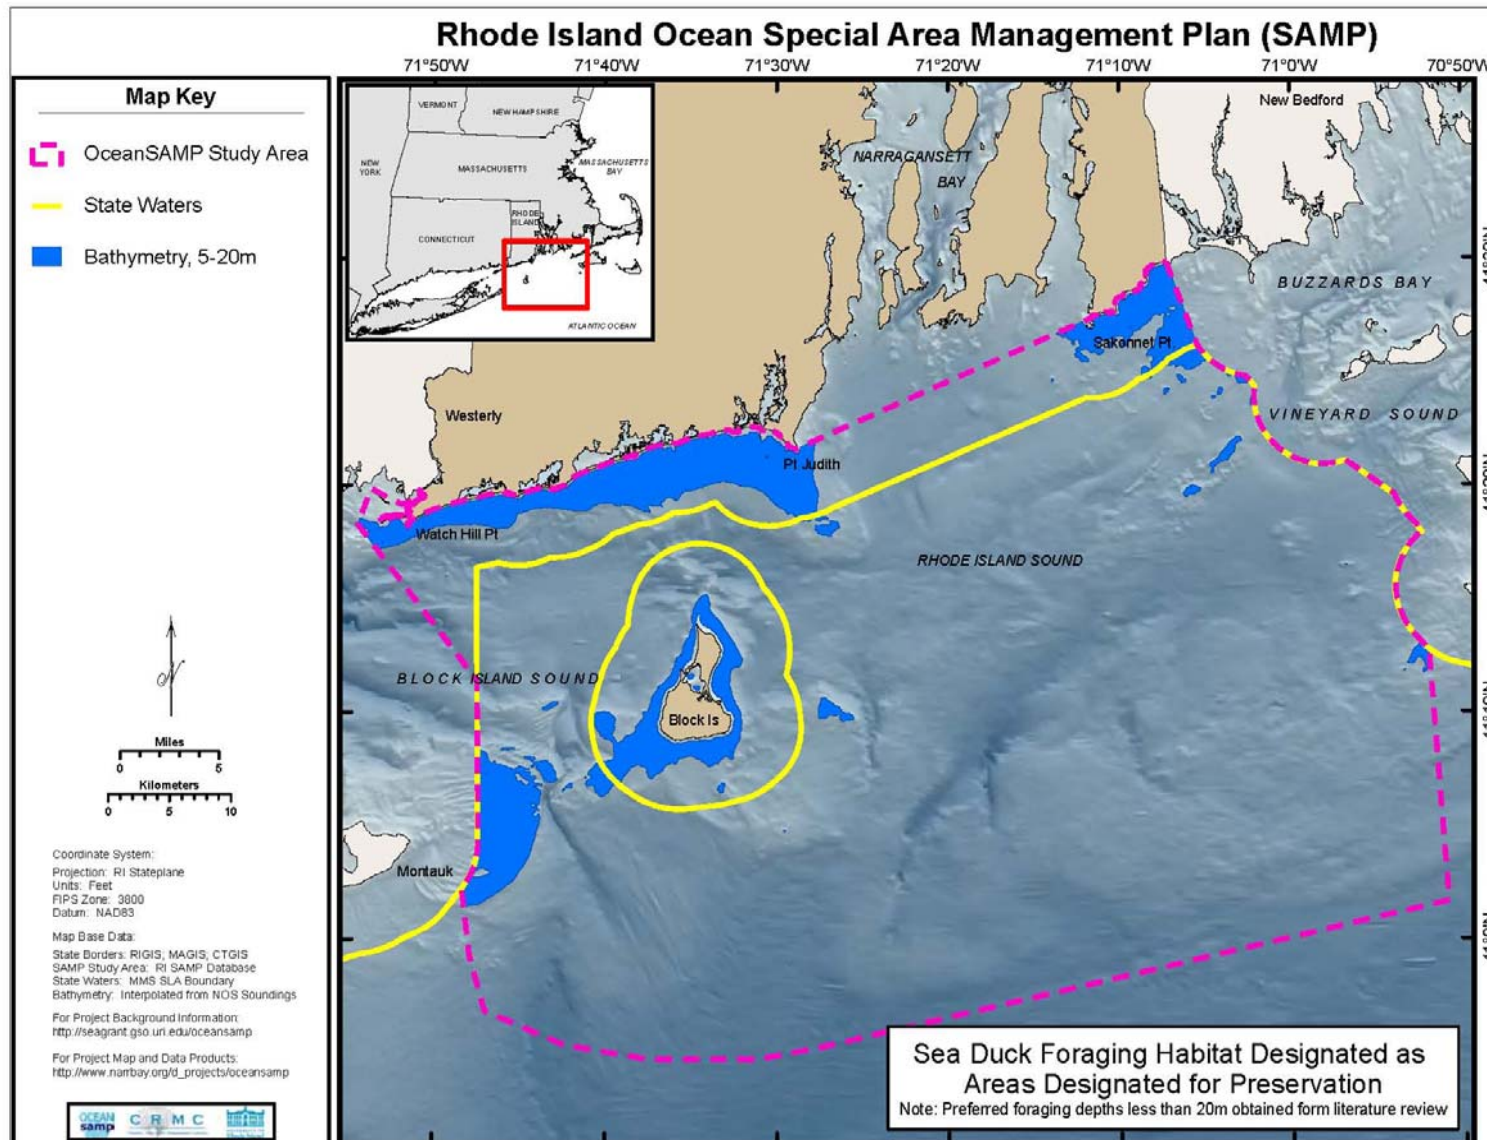 Rhode Island Ocean Special Area Management Plan (SAMP)
71°50'W 71°40'W 71°30'W 71°20'W 71°10'W 71°0'W 70°50'W
Map Key
OceanSAMP Study Area
State Waters
Bathymetry, 5-20m
Miles
0 5
Kilometers
0 5 10
Coordinate System:
Projection: RI Stateplane
Units: Feet
FIPS Zone: 3800
Datum: NAD83
Map Base Data:
State Borders: RIGIS; MAGIS; CTGIS
SAMP Study Area: RI SAMP Database
State Waters: MMS SLA Boundary
Bathymetry: Interpolated from NOS Soundings
For Project Background Information:
http://seagrant.gso.uri.edu/oceansamp
For Project Map and Data Products:
http://www.narrbay.org/d_projects/oceansamp
OCEAN
samp
CRMC
VERMONT
NEW HAMPSHIRE
NEW
YORK
MASSACHUSETTS
MASSACHUSETTS
BAY
RHODE
ISLAND
CONNECTICUT
ATLANTIC OCEAN
New Bedford
NARRAGANSETT
BAY
BUZZARDS BAY
Sakonnet Pt.
VINEYARD SOUND
Westerly
Pt Judith
Watch Hill Pt
RHODE ISLAND SOUND
BLOCK ISLAND SOUND
Block Is
Montauk
Sea Duck Foraging Habitat Designated as
Areas Designated for Preservation
Note: Preferred foraging depths less than 20m obtained form literature review